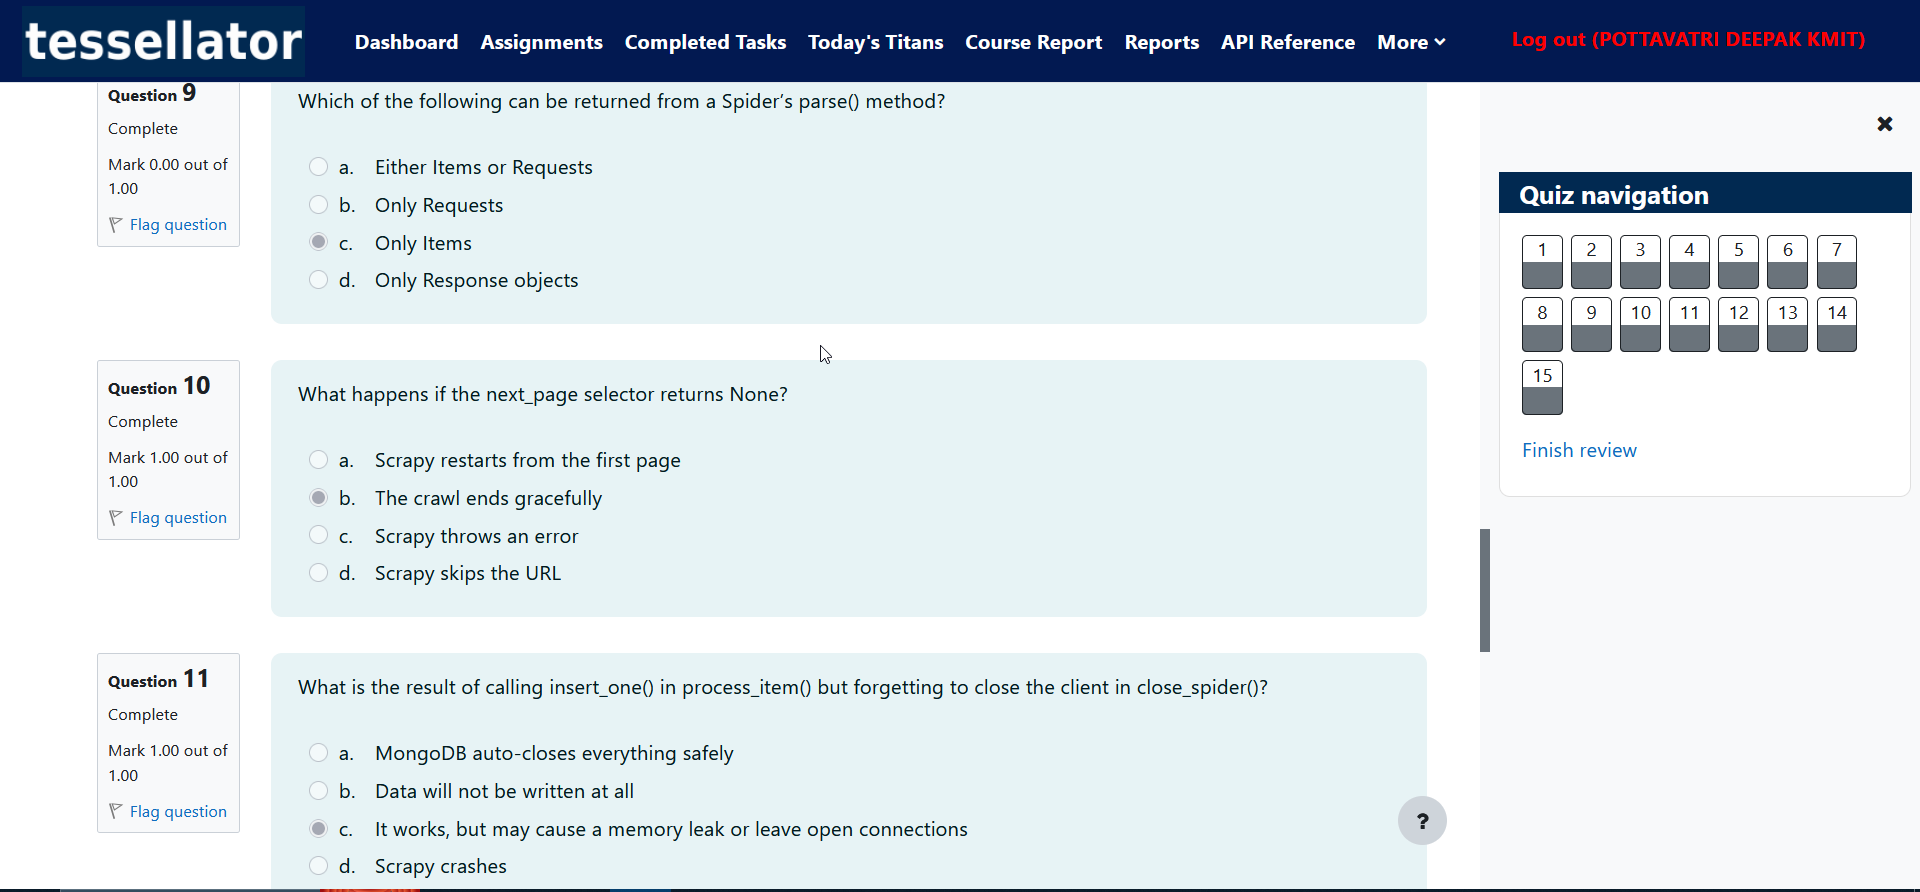 tessellator
Dashboard Assignments Completed Tasks Today's Titans Course Report Reports API Reference More
Log out (POTTAVATRI DEEPAK KMIT)
Question 9
Complete
Mark 0.00 out of
1.00
Flag question
Which of the following can be returned from a Spider’s parse() method?
a. Either Items or Requests
b. Only Requests
c. Only Items
d. Only Response objects
Question 10
Complete
Mark 1.00 out of
1.00
Flag question
What happens if the next_page selector returns None?
a. Scrapy restarts from the first page
b. The crawl ends gracefully
c. Scrapy throws an error
d. Scrapy skips the URL
Question 11
Complete
Mark 1.00 out of
1.00
Flag question
What is the result of calling insert_one() in process_item() but forgetting to close the client in close_spider()?
a. MongoDB auto-closes everything safely
b. Data will not be written at all
c. It works, but may cause a memory leak or leave open connections
d. Scrapy crashes
?
Quiz navigation
1 2 3 4 5 6 7
8 9 10 11 12 13 14
15
Finish review